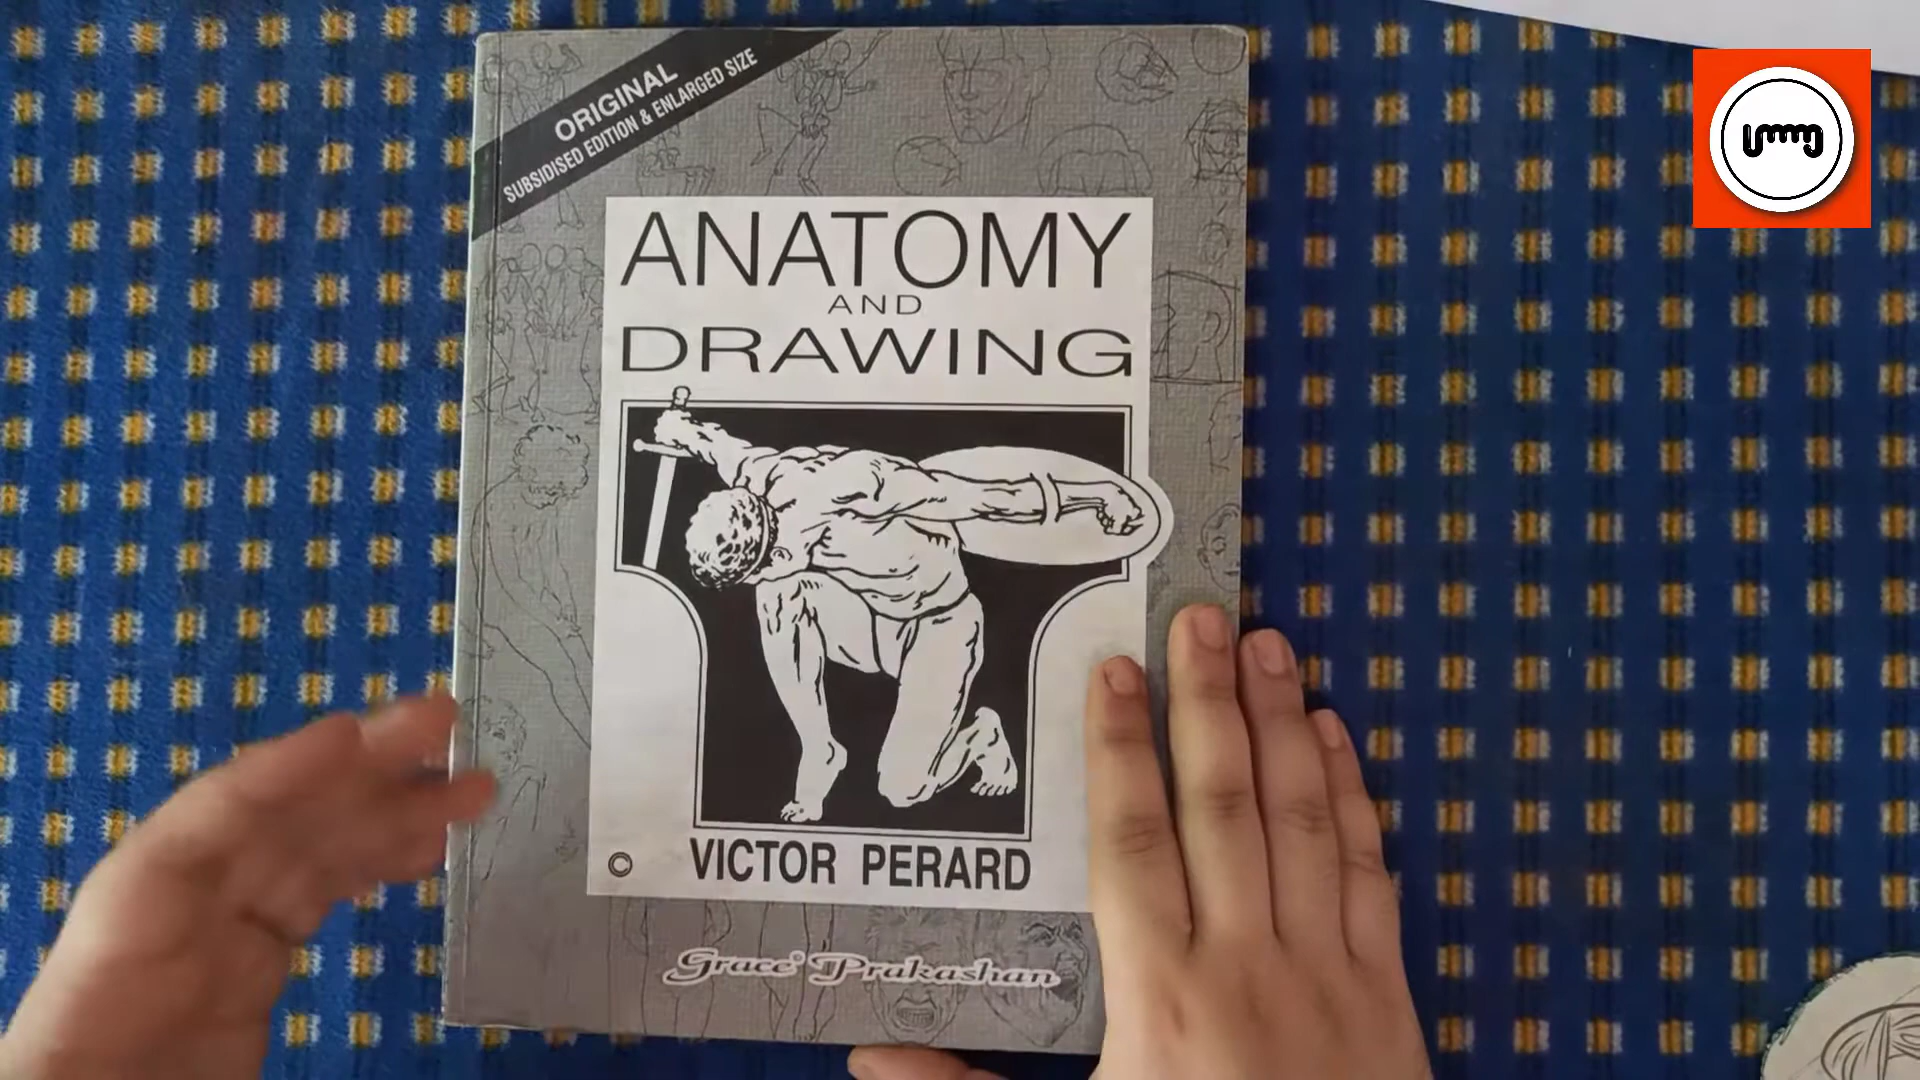 ORIGINAL
SUBSIDISED EDITION & ENLARGED SIZE
ANATOMY
AND
DRAWING
© VICTOR PERARD
Grace Prakashan